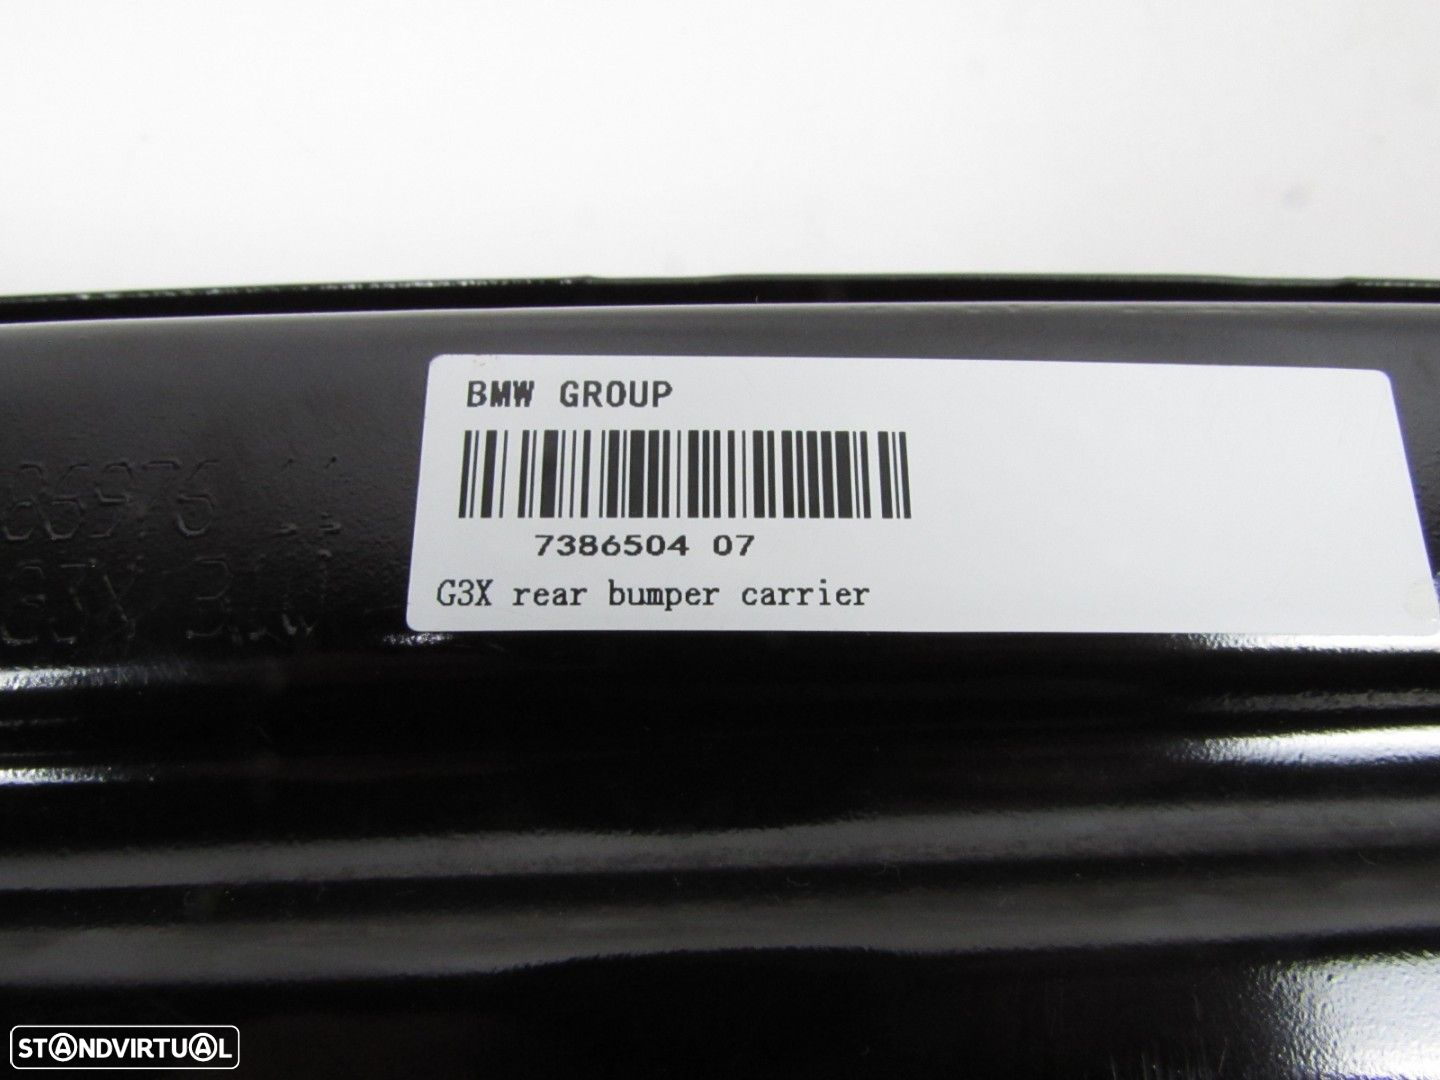 BMW GROUP
7386504 07
G3X rear bumper carrier
STANDVIRTUAL